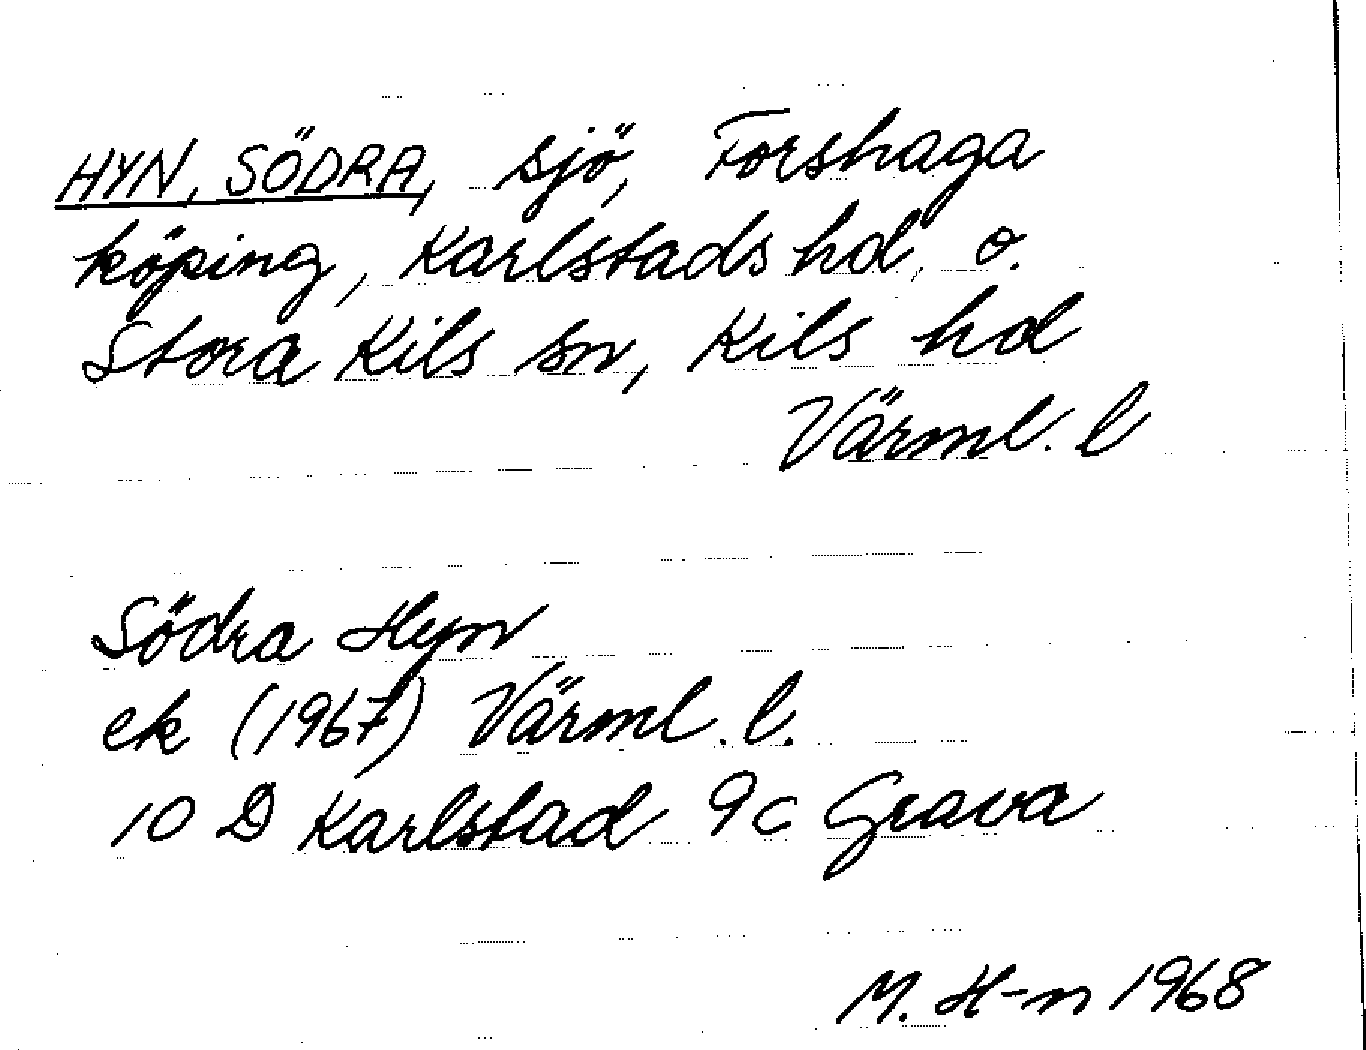 HYN, SÖDRA, sjö, Forshaga
köping, Karlstads hd, o.
Stora Kils sn, Kils hd
Värml. l
Södra Hyn
ek (1967) Värml. l.
10 D Karlstad 9c Grava
M. H-n 1968